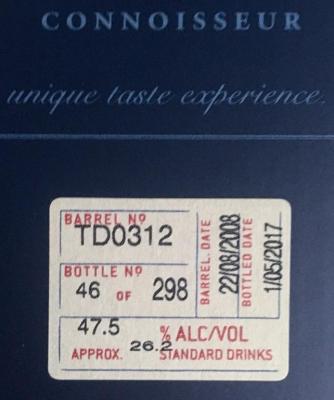 CONNOISSEUR
unique taste experience.
BARREL Nº
TD0312
BOTTLE Nº
46 OF 298
BARREL. DATE
22/08/2008
BOTTLED DATE
1/05/2017
47.5 % ALC/VOL
APPROX. 26.2 STANDARD DRINKS